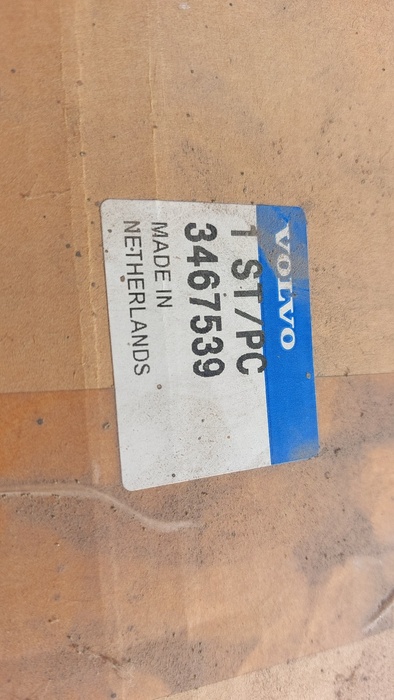 VOLVO
1 ST/PC
3467539
MADE IN
NETHERLANDS